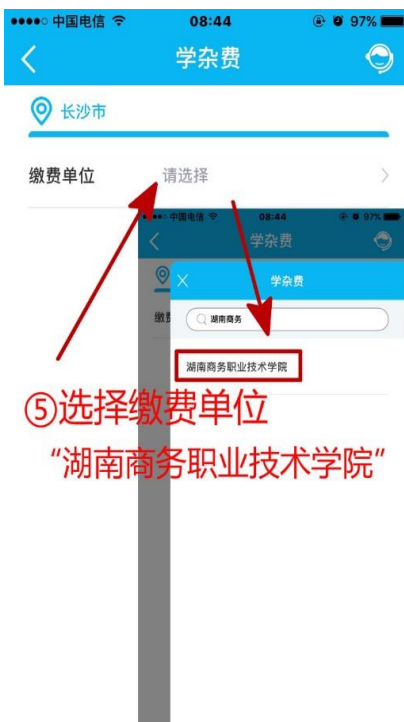 中国电信 08:44 97%
学杂费
长沙市
缴费单位 请选择
中国电信 08:44 97%
学杂费
学杂费
缴费
湖南商务
湖南商务职业技术学院
⑤选择缴费单位
“湖南商务职业技术学院”